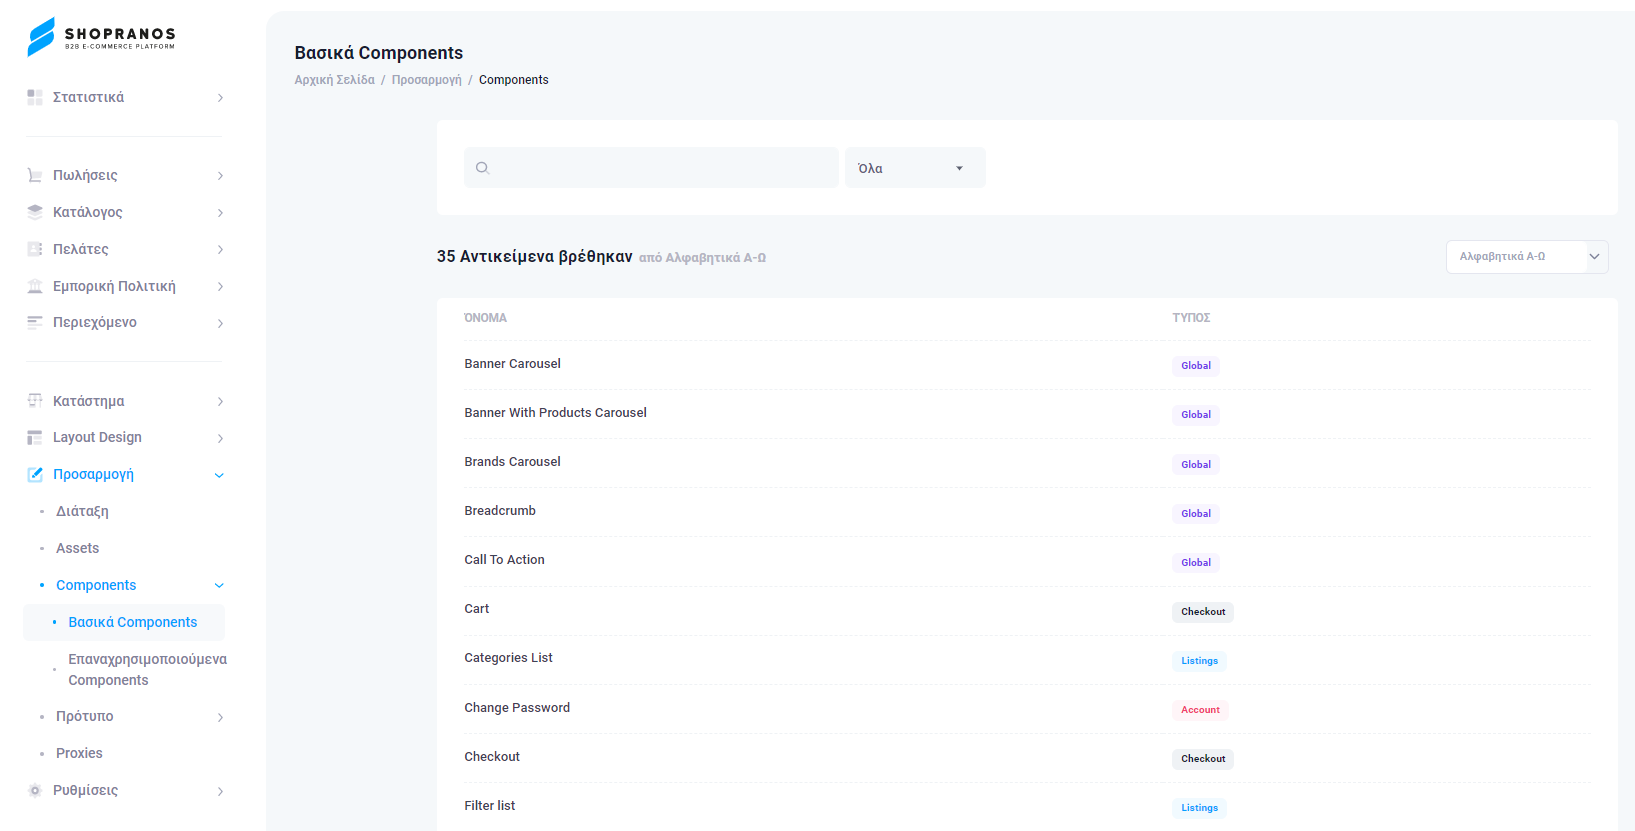 SHOPRANOS
B2B E-COMMERCE PLATFORM
Στατιστικά
Πωλήσεις
Κατάλογος
Πελάτες
Εμπορική Πολιτική
Περιεχόμενο
Κατάστημα
Layout Design
Προσαρμογή
Διάταξη
Assets
Components
Βασικά Components
Επαναχρησιμοποιούμενα
Components
Πρότυπο
Proxies
Ρυθμίσεις
Βασικά Components
Αρχική Σελίδα / Προσαρμογή / Components
Όλα
35 Αντικείμενα βρέθηκαν από Αλφαβητικά Α-Ω
Αλφαβητικά Α-Ω
ΌΝΟΜΑ ΤΥΠΟΣ
Banner Carousel Global
Banner With Products Carousel Global
Brands Carousel Global
Breadcrumb Global
Call To Action Global
Cart Checkout
Categories List Listings
Change Password Account
Checkout Checkout
Filter list Listings